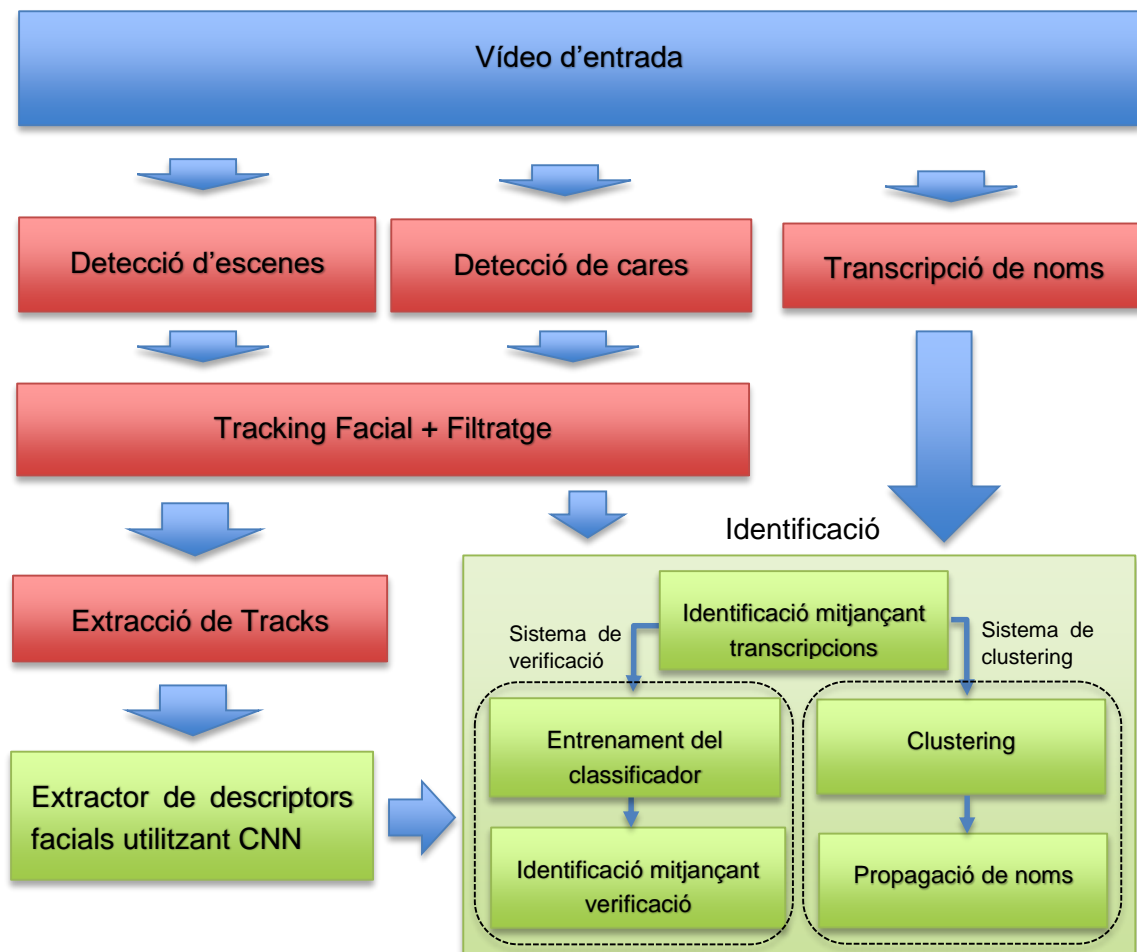 Vídeo d’entrada
Detecció d’escenes
Detecció de cares
Transcripció de noms
Tracking Facial + Filtratge
Identificació
Extracció de Tracks
Identificació mitjançant
transcripcions
Sistema de
verificació
Sistema de
clustering
Entrenament del
classificador
Clustering
Extractor de descriptors
facials utilitzant CNN
Identificació mitjançant
verificació
Propagació de noms